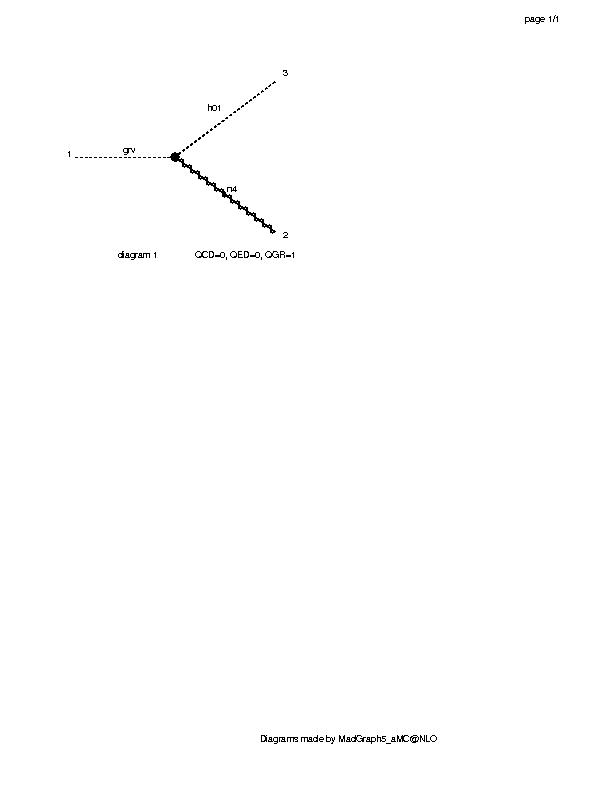 page 1/1
3
h01
1
grv
n4
2
diagram 1 QCD=0, QED=0, QGR=1
Diagrams made by MadGraph5_aMC@NLO